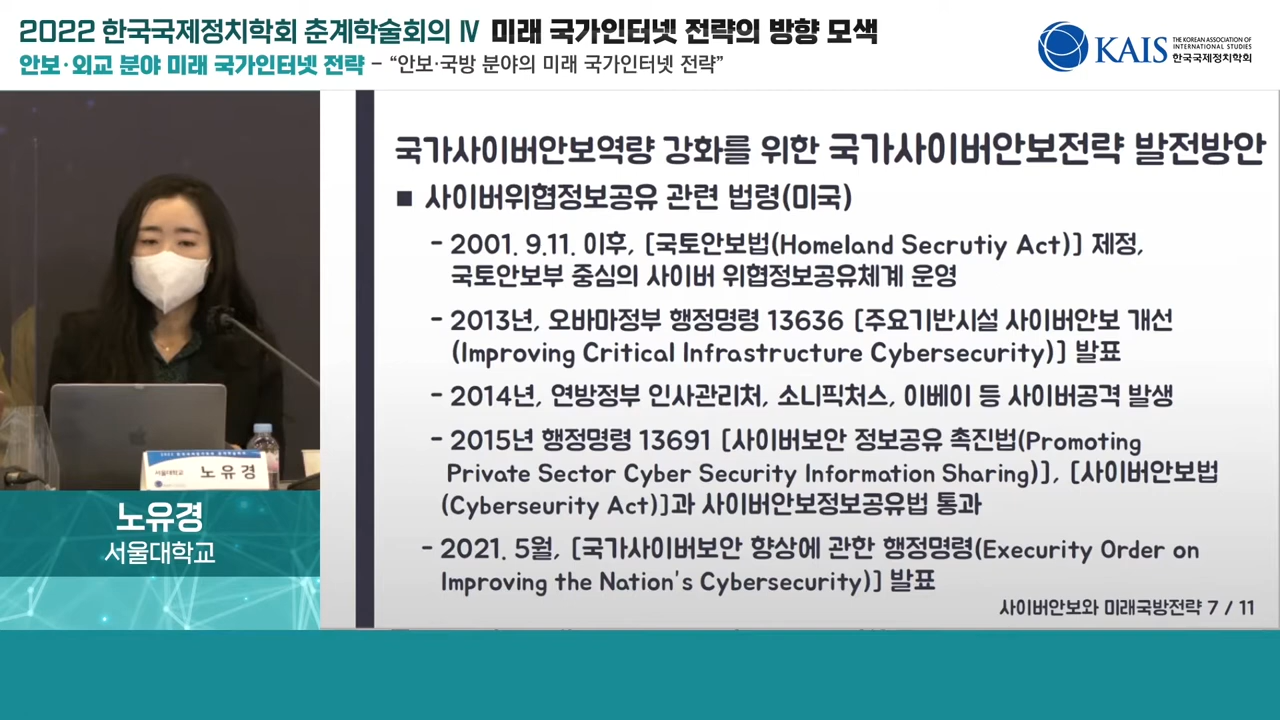 2022 한국국제정치학회 춘계학술회의 Ⅳ 미래 국가인터넷 전략의 방향 모색
안보·외교 분야 미래 국가인터넷 전략 - “안보·국방 분야의 미래 국가인터넷 전략”
KAIS
THE KOREAN ASSOCIATION OF
INTERNATIONAL STUDIES
한국국제정치학회
국가사이버안보역량 강화를 위한 국가사이버안보전략 발전방안
■ 사이버위협정보공유 관련 법령(미국)
- 2001. 9.11. 이후, [국토안보법(Homeland Secrutiy Act)] 제정,
국토안보부 중심의 사이버 위협정보공유체계 운영
- 2013년, 오바마정부 행정명령 13636 [주요기반시설 사이버안보 개선
(Improving Critical Infrastructure Cybersecurity)] 발표
- 2014년, 연방정부 인사관리처, 소니픽처스, 이베이 등 사이버공격 발생
- 2015년 행정명령 13691 [사이버보안 정보공유 촉진법(Promoting
Private Sector Cyber Security Information Sharing)], [사이버안보법
(Cyberseurity Act)]과 사이버안보정보공유법 통과
- 2021. 5월, [국가사이버보안 향상에 관한 행정명령(Execurity Order on
Improving the Nation's Cybersecurity)] 발표
사이버안보와 미래국방전략 7 / 11
서울대학교
노유경
노유경
서울대학교